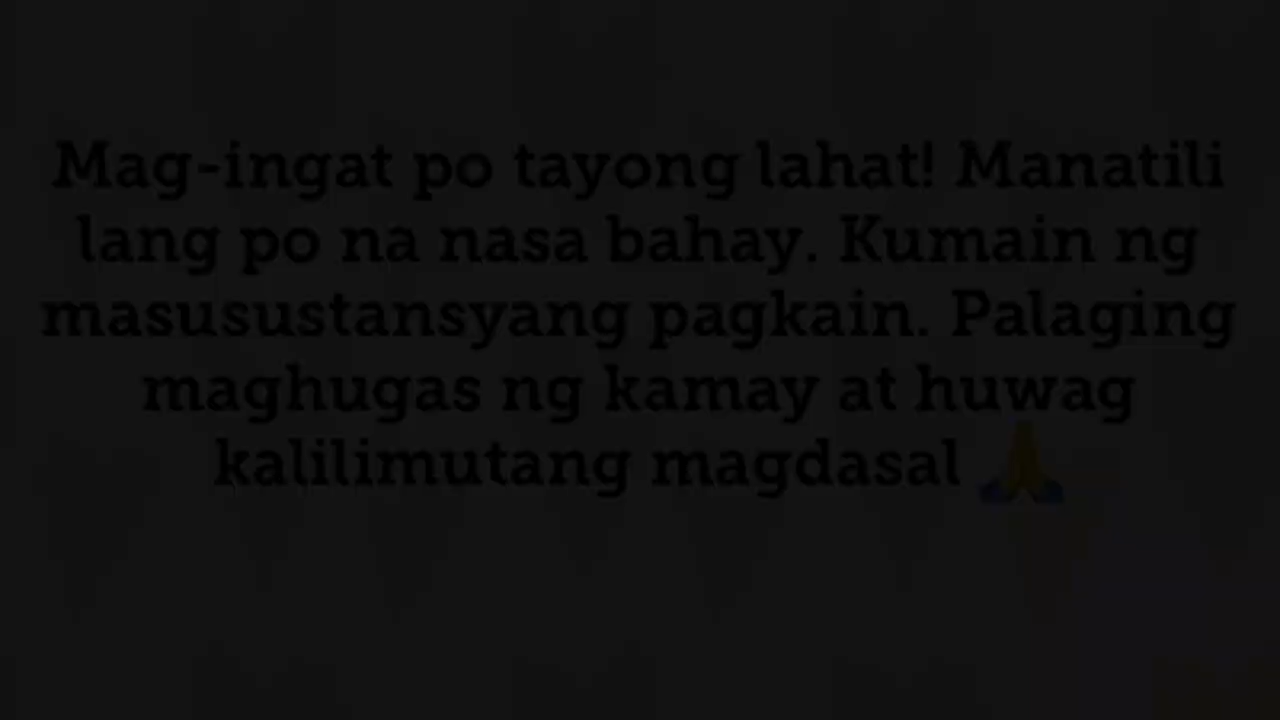 Mag-ingat po tayong lahat! Manatili
lang po na nasa bahay. Kumain ng
masusustansyang pagkain. Palaging
maghugas ng kamay at huwag
kalilimutang magdasal 🙏